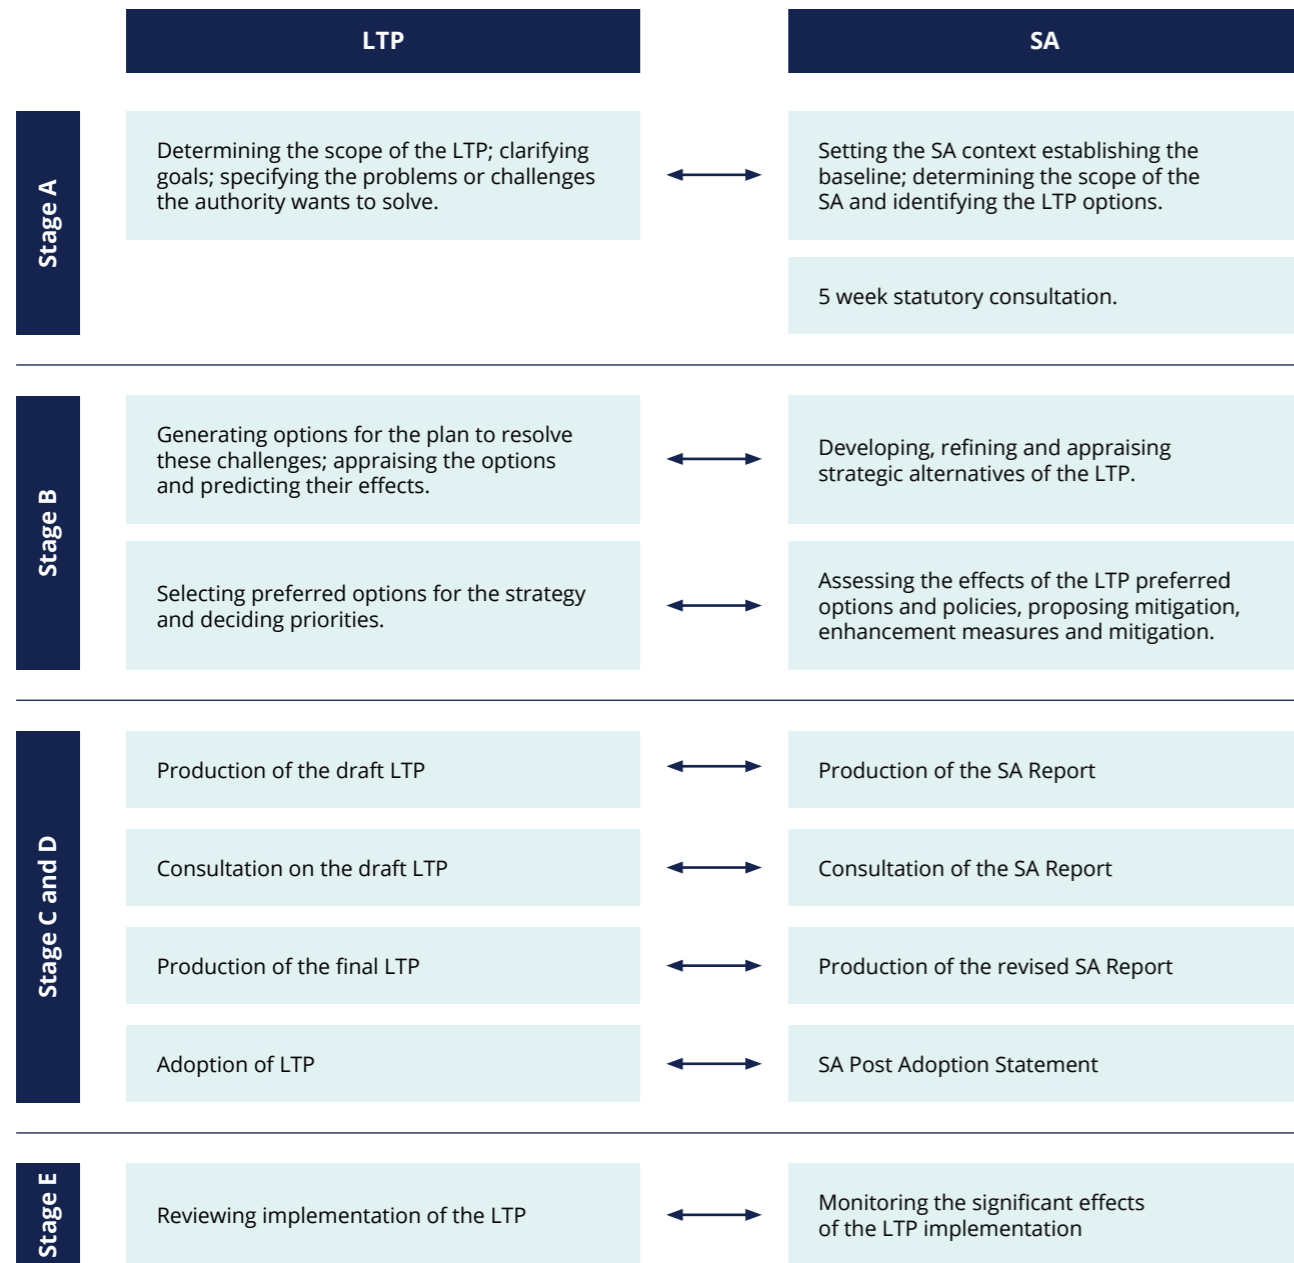 LTP
SA
Stage A
Determining the scope of the LTP; clarifying
goals; specifying the problems or challenges
the authority wants to solve.
Setting the SA context establishing the
baseline; determining the scope of the
SA and identifying the LTP options.
5 week statutory consultation.
Stage B
Generating options for the plan to resolve
these challenges; appraising the options
and predicting their effects.
Developing, refining and appraising
strategic alternatives of the LTP.
Selecting preferred options for the strategy
and deciding priorities.
Assessing the effects of the LTP preferred
options and policies, proposing mitigation,
enhancement measures and mitigation.
Stage C and D
Production of the draft LTP
Production of the SA Report
Consultation on the draft LTP
Consultation of the SA Report
Production of the final LTP
Production of the revised SA Report
Adoption of LTP
SA Post Adoption Statement
Stage E
Reviewing implementation of the LTP
Monitoring the significant effects
of the LTP implementation